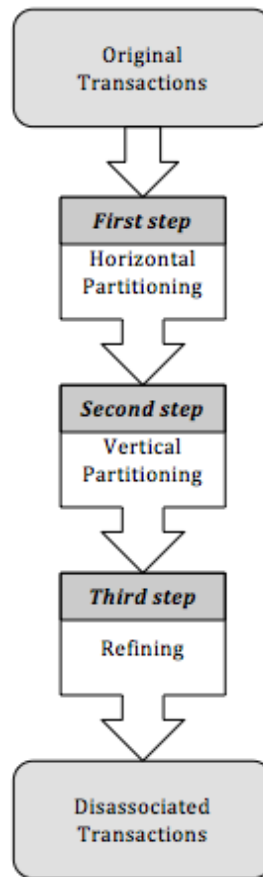 Original
Transactions
First step
Horizontal
Partitioning
Second step
Vertical
Partitioning
Third step
Refining
Disassociated
Transactions